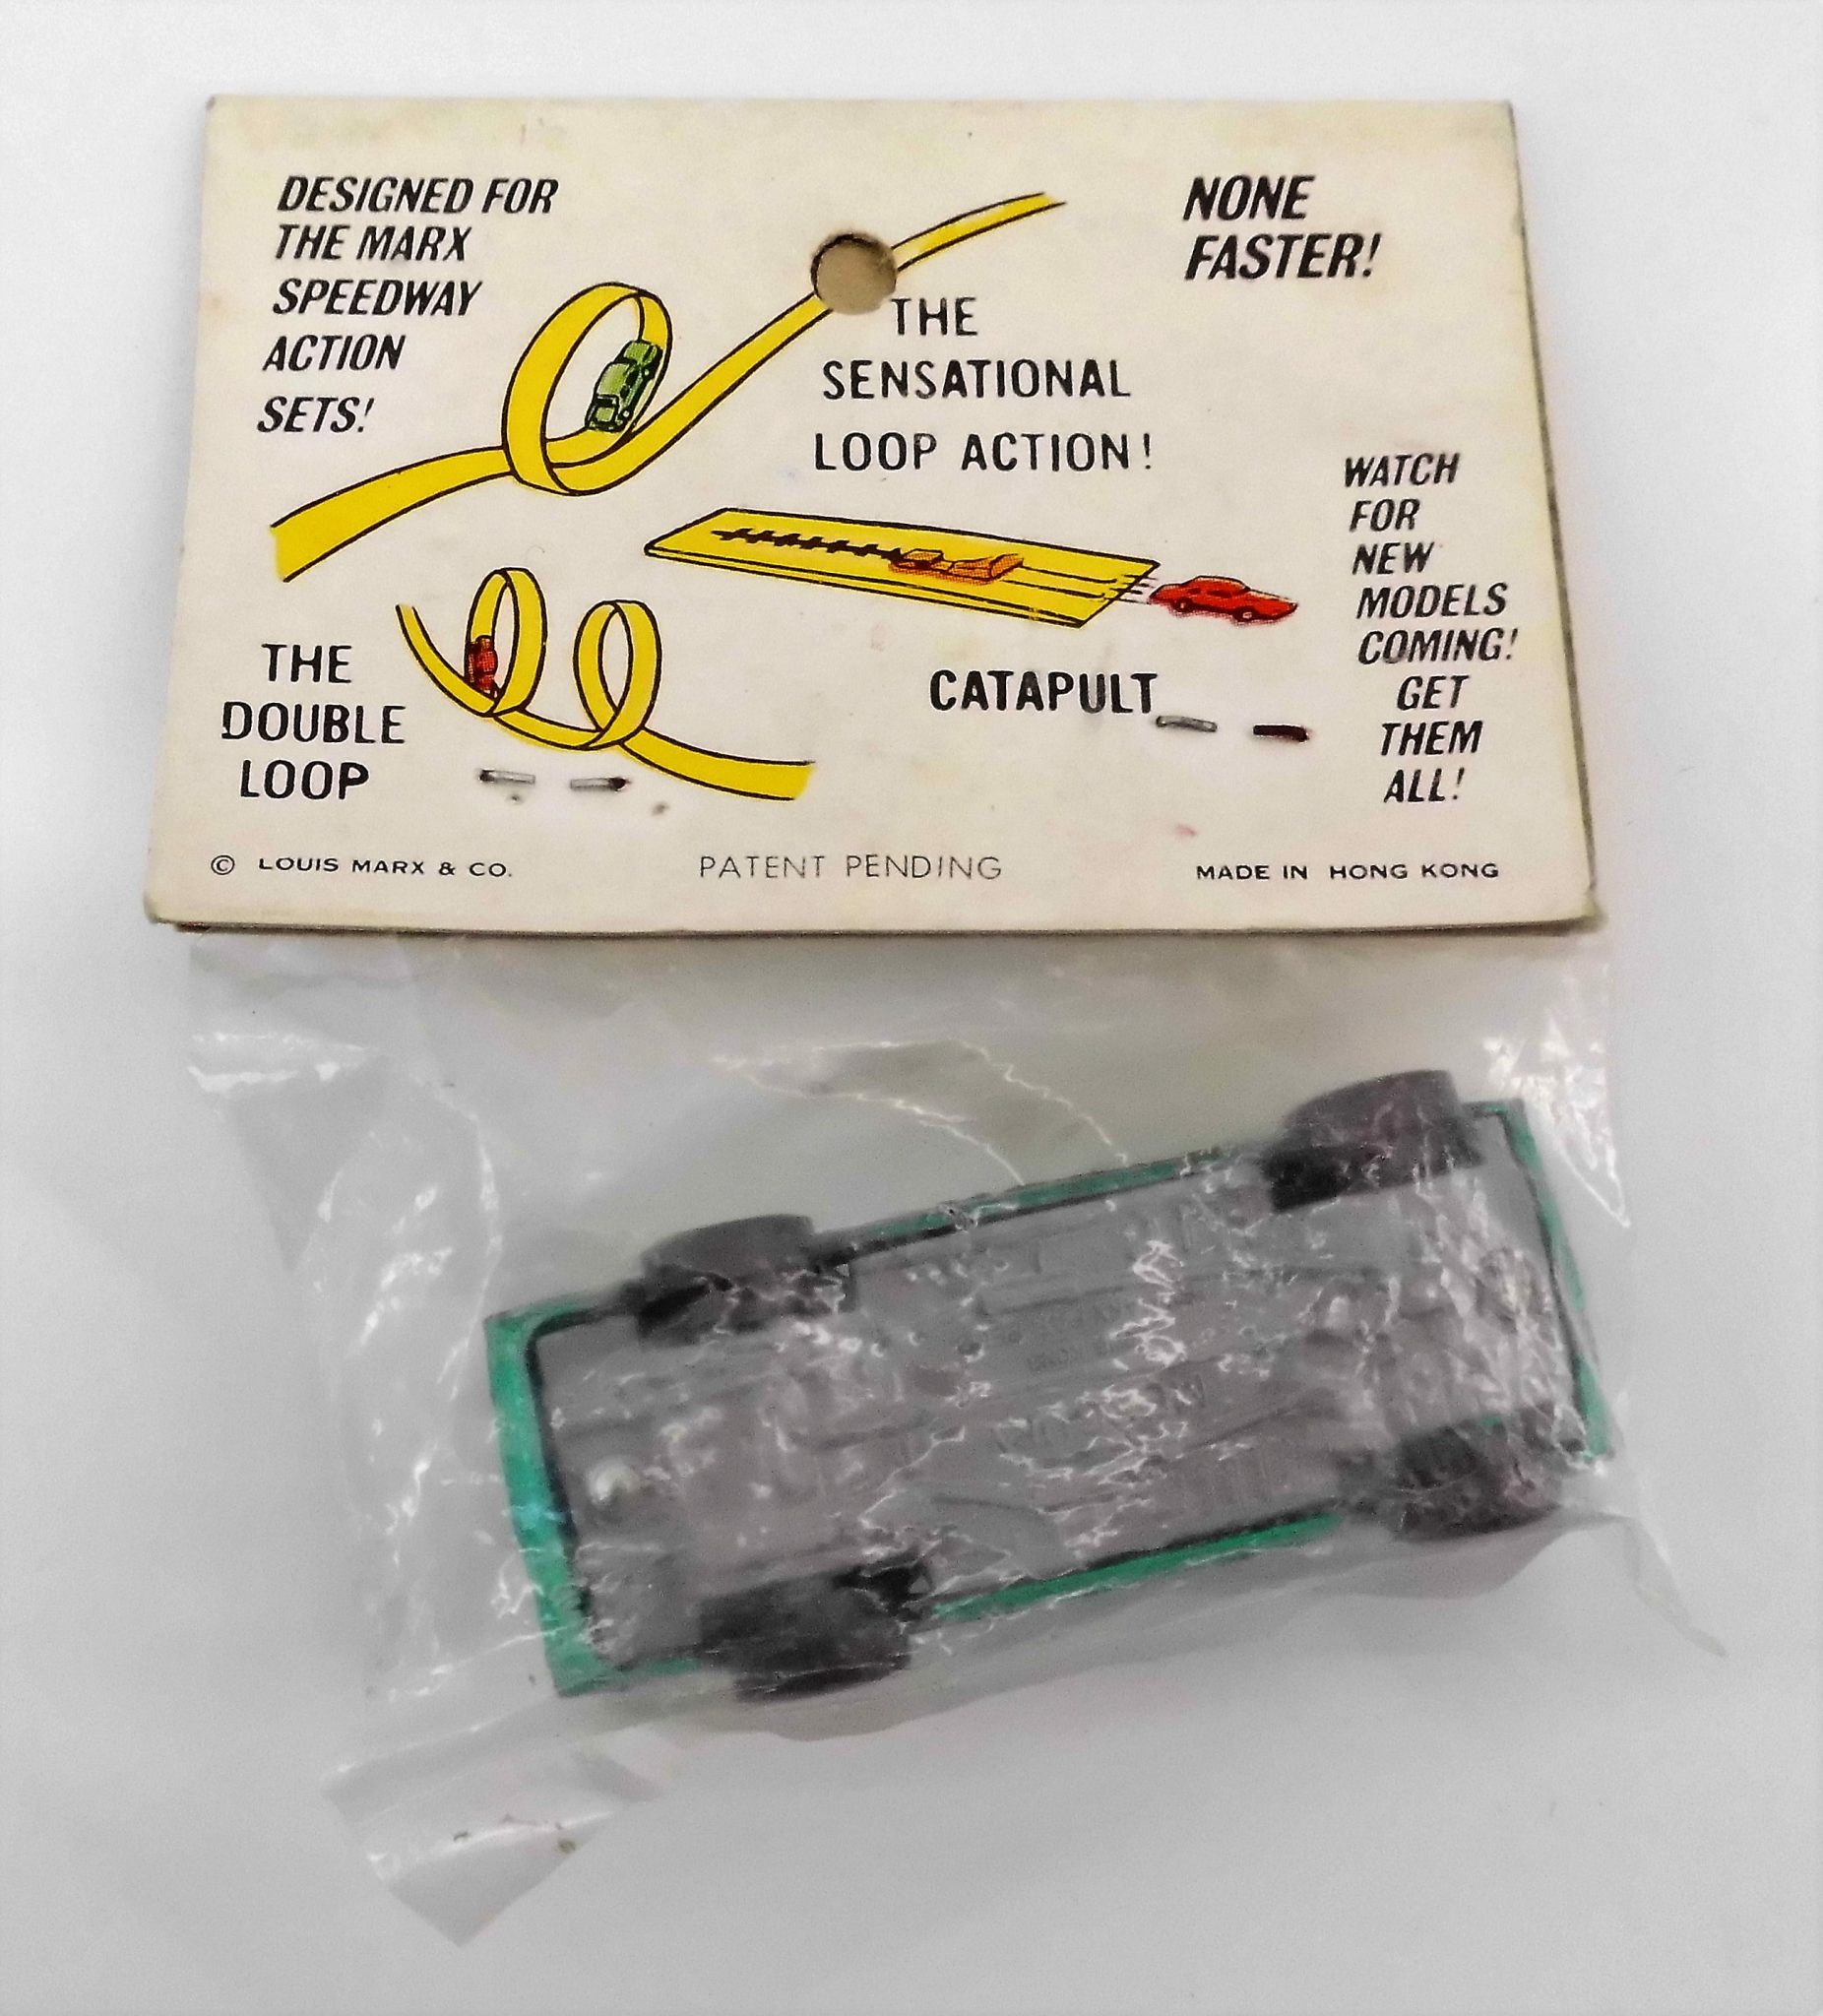 DESIGNED FOR
THE MARX
SPEEDWAY
ACTION
SETS!
NONE
FASTER!
THE
SENSATIONAL
LOOP ACTION!
WATCH
FOR
NEW
MODELS
COMING!
GET
THEM
ALL!
CATAPULT
THE
DOUBLE
LOOP
© LOUIS MARX & CO.
PATENT PENDING
MADE IN HONG KONG